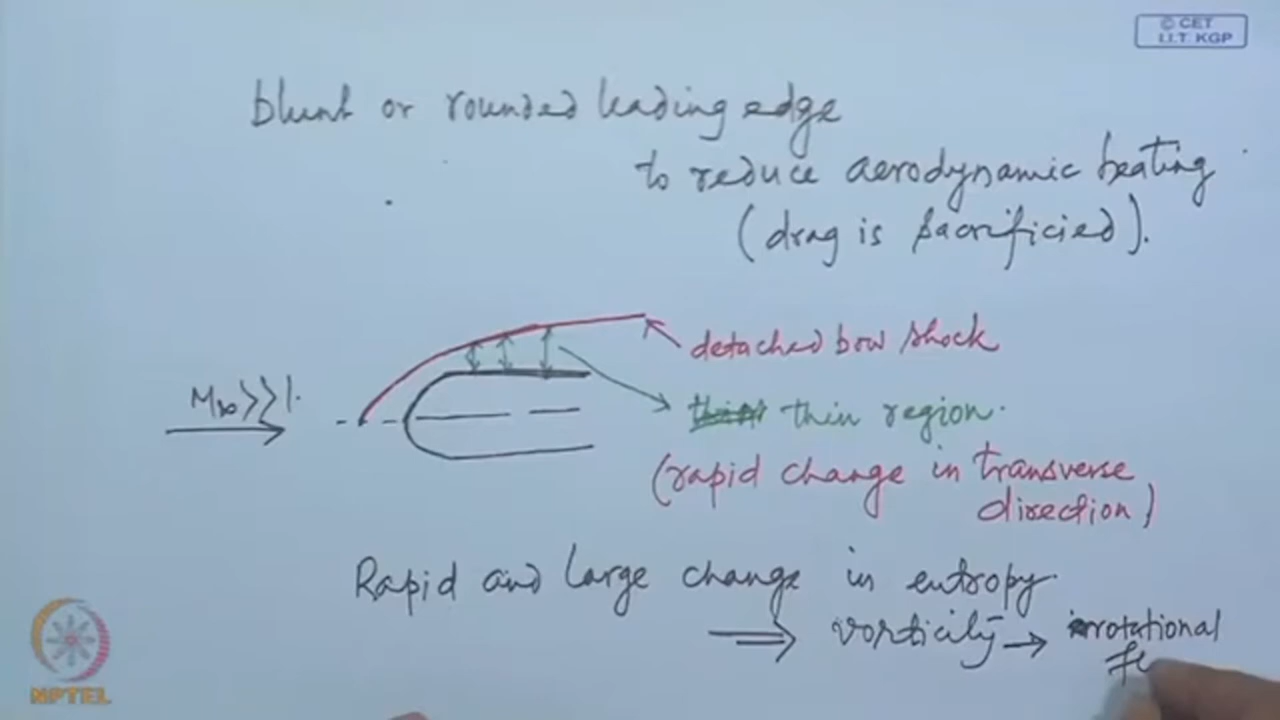 © CET
I.I.T. KGP
blunt or rounded leading edge
to reduce aerodynamic heating
(drag is sacrificied).
detached bow shock
M∞>>1.
thin region.
(rapid change in transverse
direction)
Rapid and large change in entropy.
⇒ vorticity → rotational
NPTEL